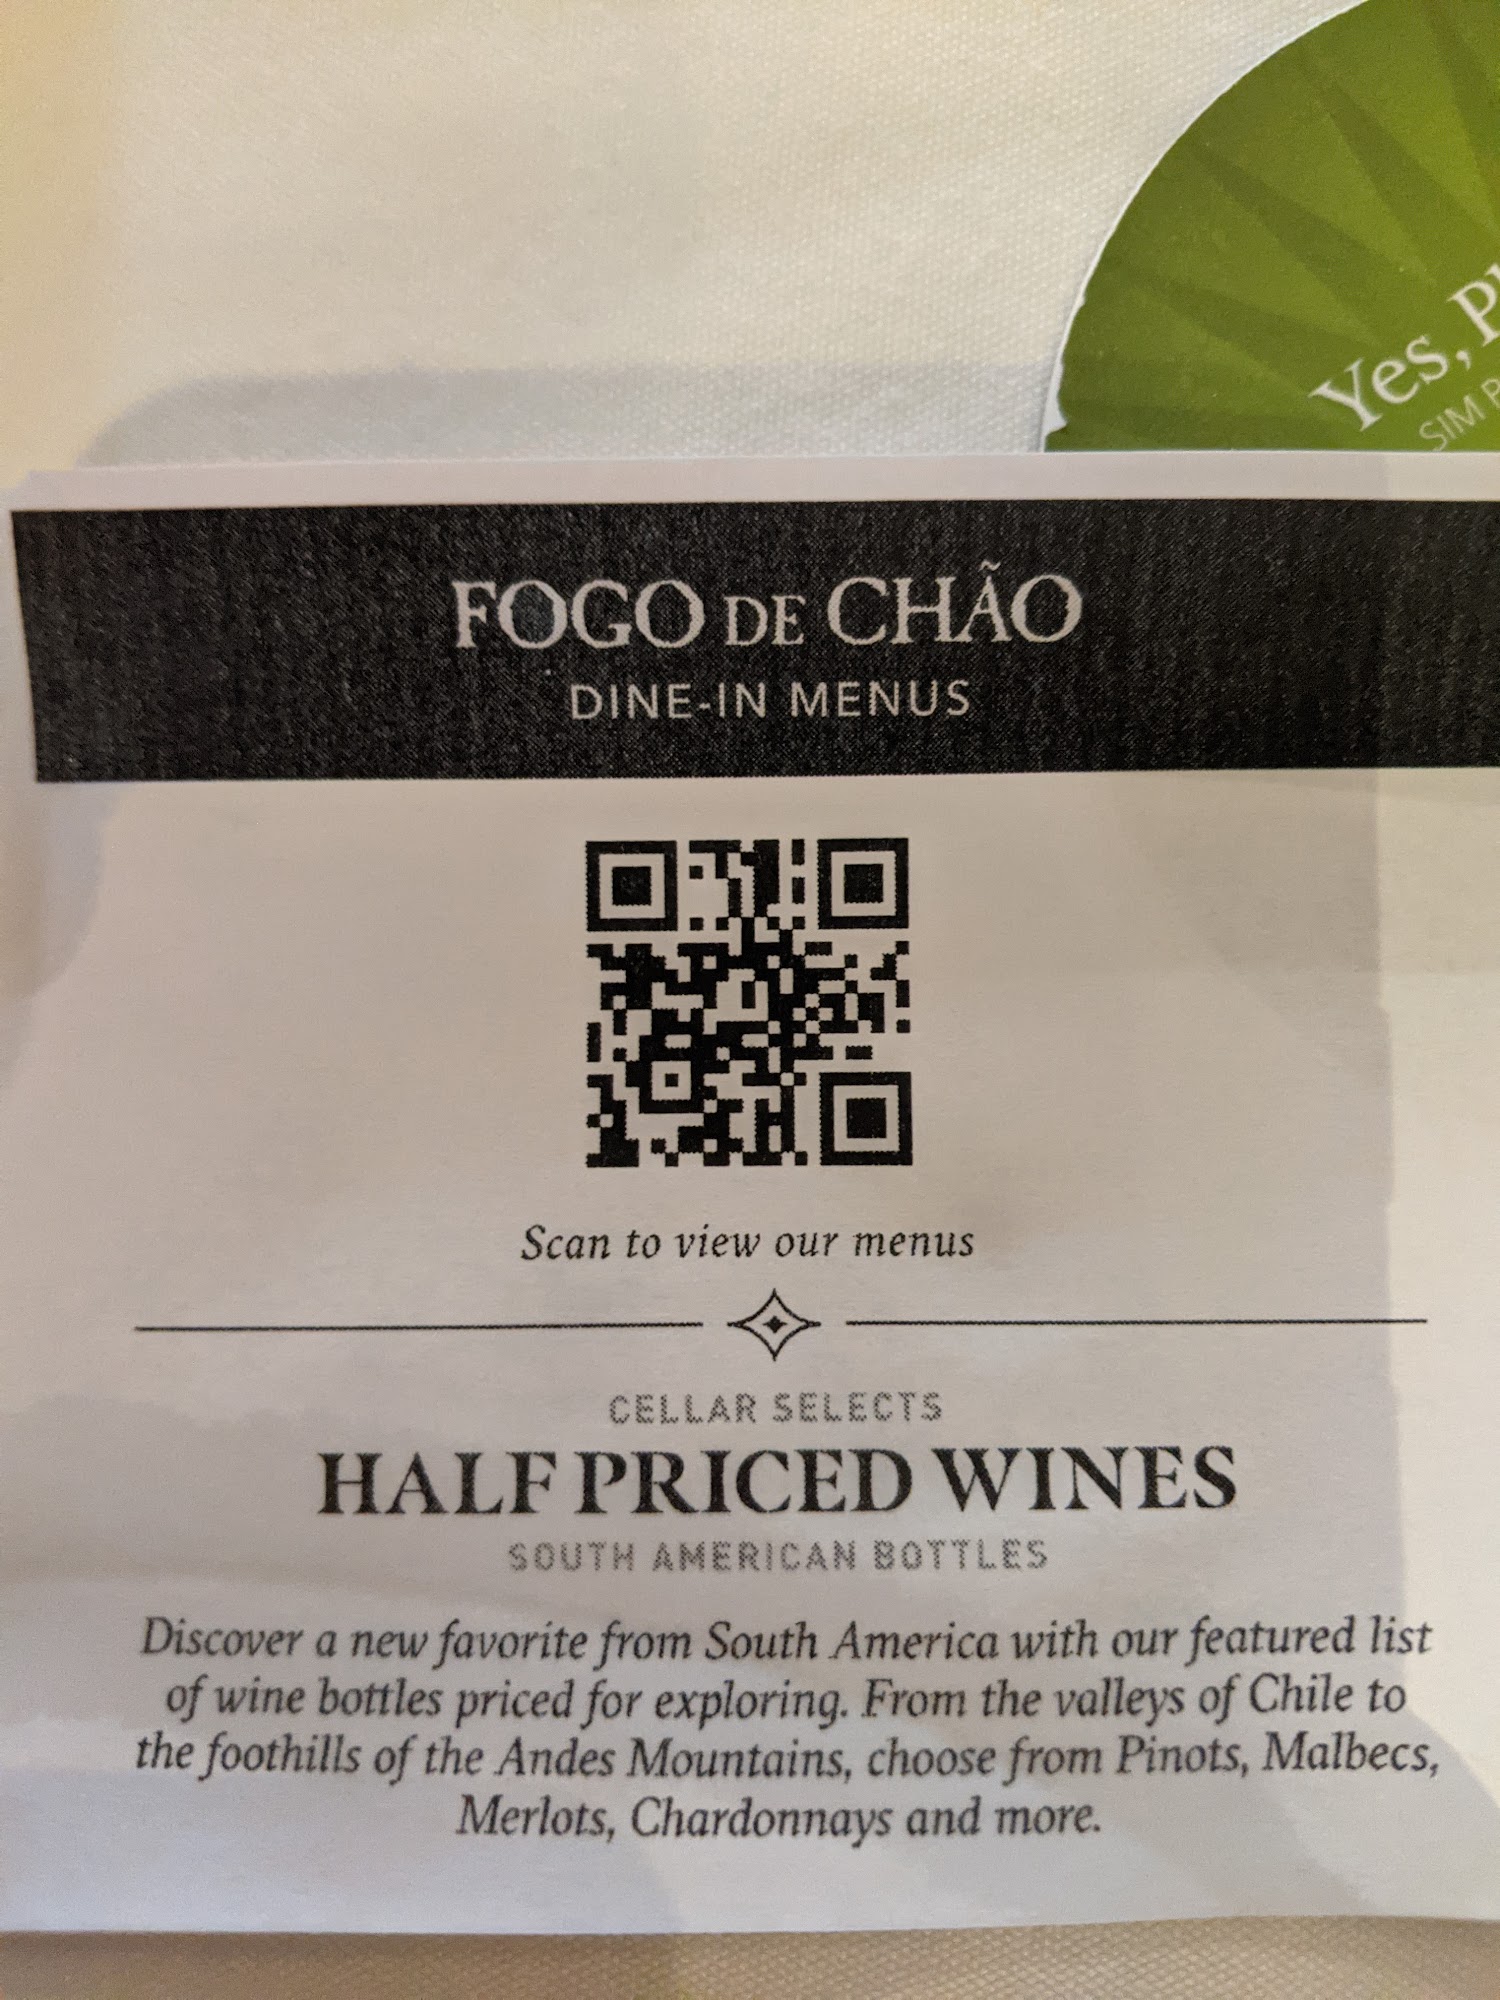 Yes,
SIM
FOGO DE CHÃO
DINE-IN MENUS
Scan to view our menus
CELLAR SELECTS
HALF PRICED WINES
SOUTH AMERICAN BOTTLES
Discover a new favorite from South America with our featured list
of wine bottles priced for exploring. From the valleys of Chile to
the foothills of the Andes Mountains, choose from Pinots, Malbecs,
Merlots, Chardonnays and more.